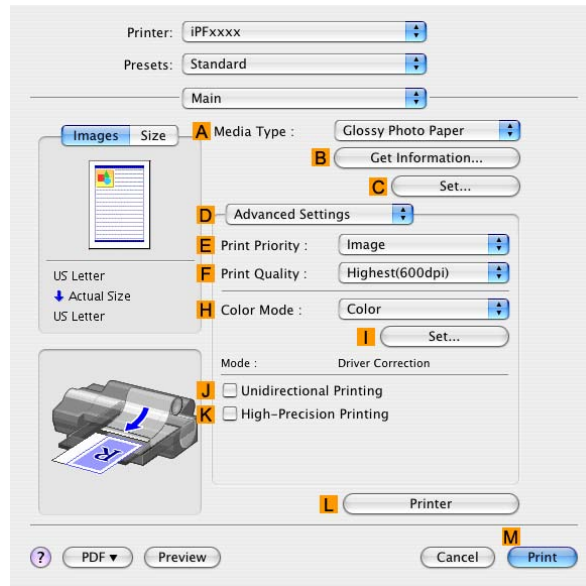 Printer: iPFxxxx
Presets: Standard
Main
Images Size
A Media Type : Glossy Photo Paper
B Get Information...
C Set...
D Advanced Settings
E Print Priority : Image
F Print Quality : Highest(600dpi)
H Color Mode : Color
I Set...
Mode : Driver Correction
J Unidirectional Printing
K High-Precision Printing
US Letter
Actual Size
US Letter
R
L Printer
M
? PDF Preview Cancel Print